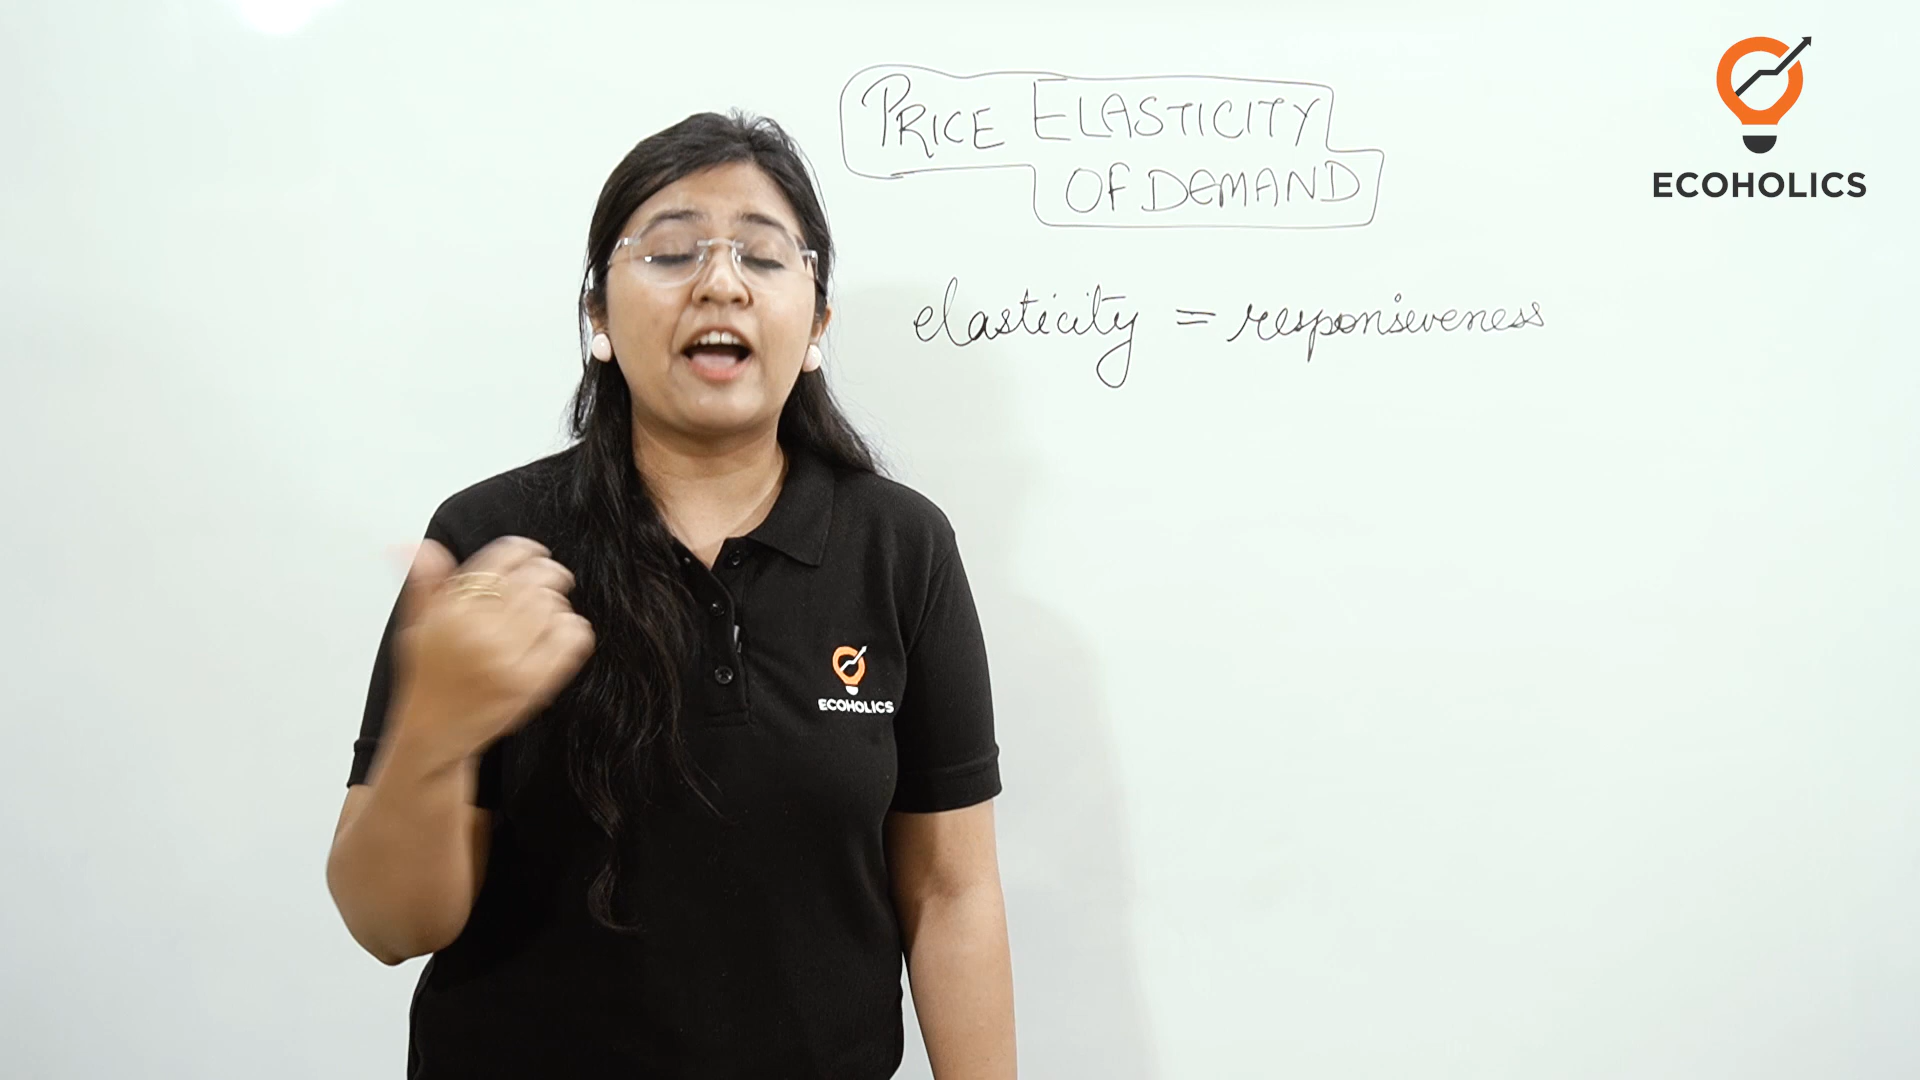 PRICE ELASTICITY
OF DEMAND
elasticity = responsiveness
ECOHOLICS
ECOHOLICS